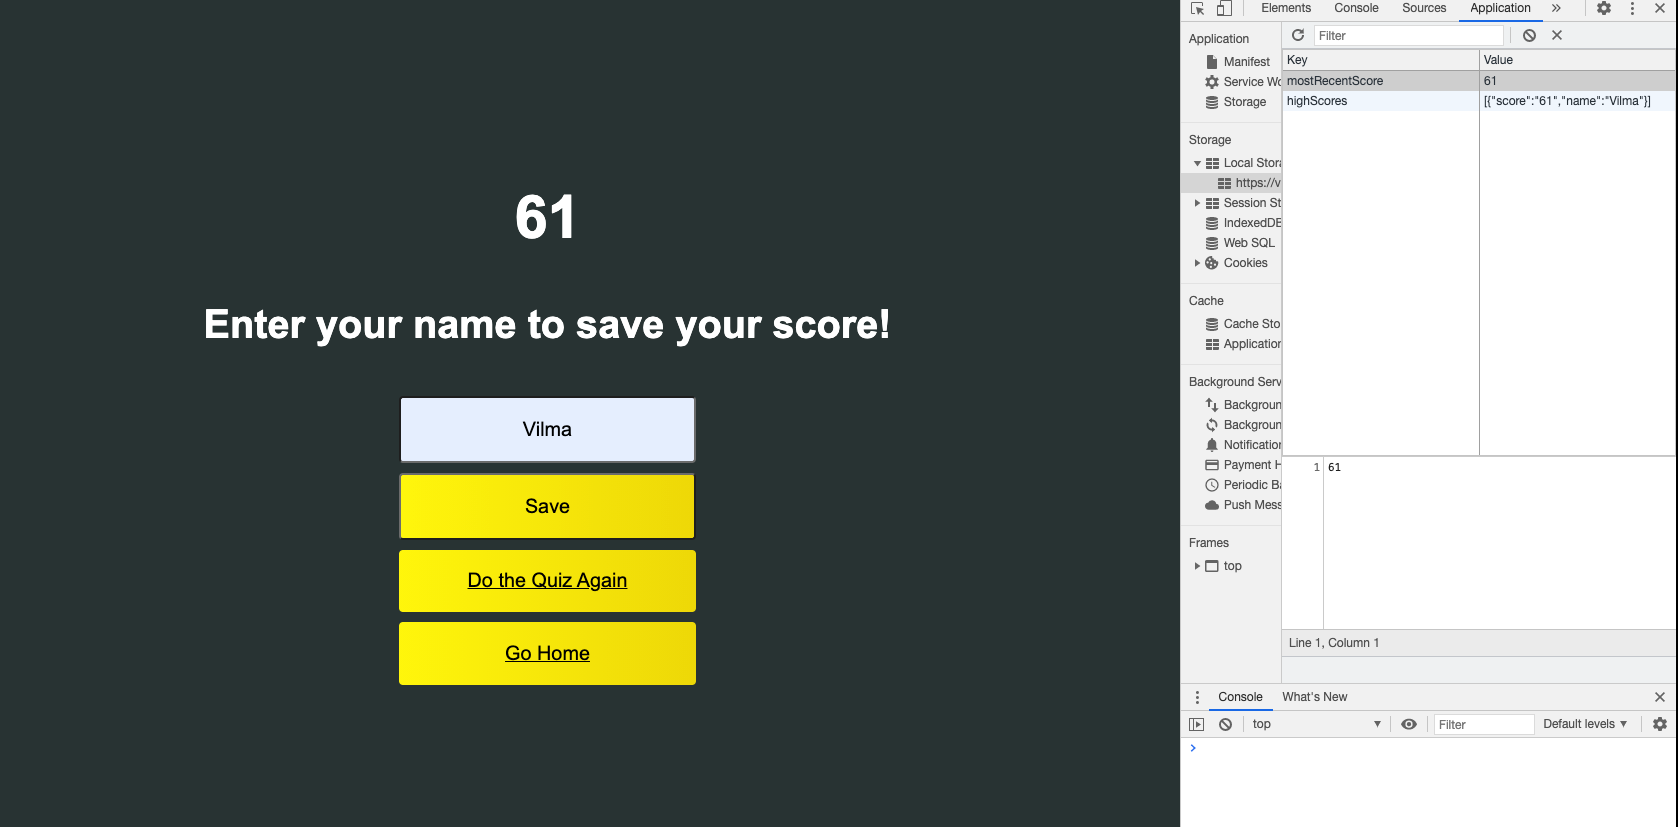 61
Enter your name to save your score!
Vilma
Save
Do the Quiz Again
Go Home
Elements Console Sources Application
Application
Manifest
Service Wo
Storage
Storage
Local Stora
https://v
Session St
IndexedDB
Web SQL
Cookies
Cache
Cache Sto
Application
Background Serv
Backgroun
Backgroun
Notification
Payment H
Periodic Ba
Push Mess
Frames
top
Filter
Key Value
mostRecentScore 61
highScores [{"score":"61","name":"Vilma"}]
1 61
Line 1, Column 1
Console What's New
top Filter Default levels